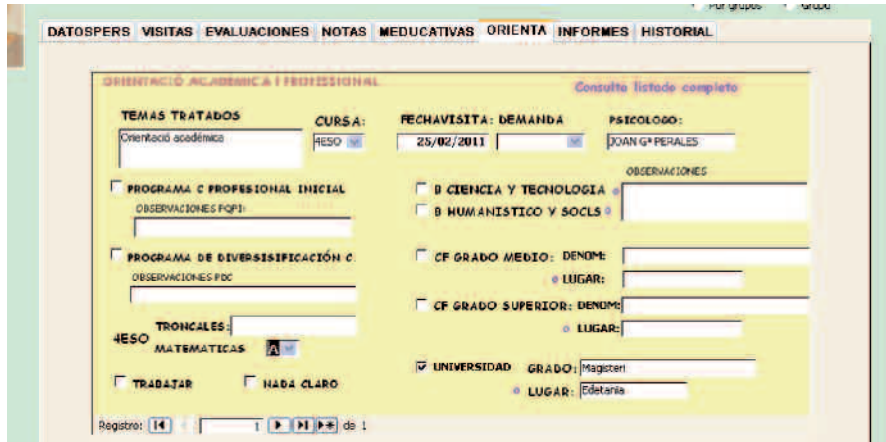 Por grupos Grupo
DATOSPERS VISITAS EVALUACIONES NOTAS MEDUCATIVAS ORIENTA INFORMES HISTORIAL
ORIENTACIÓ ACADEMICA I PROFESSIONAL
Consulta listado completo
TEMAS TRATADOS CURSA: FECHAVISITA: DEMANDA PSICOLOGO:
Orientació acadèmica 4ESO 25/02/2011 JOAN Gª PERALES
OBSERVACIONES
PROGRAMA C PROFESIONAL INICIAL B CIENCIA Y TECNOLOGIA
OBSERVACIONES PQPI: B HUMANISTICO Y SOCLS
PROGRAMA DE DIVERSISIFICACIÓN C CF GRADO MEDIO: DENOM:
OBSERVACIONES PDC LUGAR:
CF GRADO SUPERIOR: DENOM:
4ESO TRONCALES: LUGAR:
MATEMATICAS A
UNIVERSIDAD GRADO: Magisteri
TRABAJAR NADA CLARO LUGAR: Edetania
Registro: 1 de 1